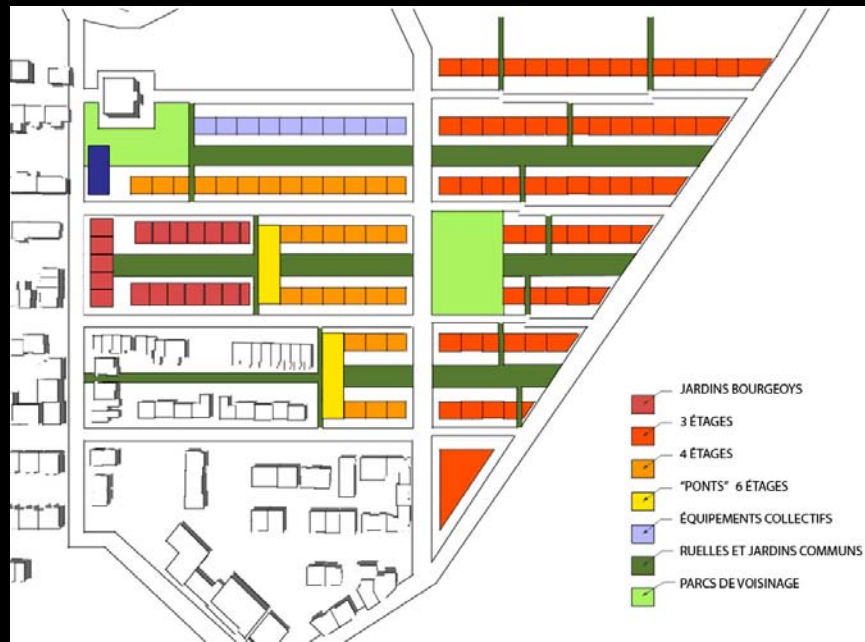 JARDINS BOURGEOYS
3 ÉTAGES
4 ÉTAGES
"PONTS" 6 ÉTAGES
ÉQUIPEMENTS COLLECTIFS
RUELLES ET JARDINS COMMUNS
PARCS DE VOISINAGE